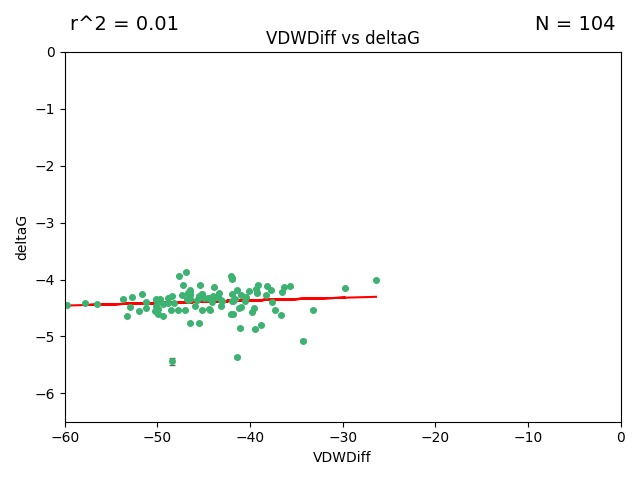 r^2 = 0.01
N = 104
VDWDiff vs deltaG
0
−1
−2
−3
−4
−5
−6
deltaG
−60 −50 −40 −30 −20 −10 0
VDWDiff